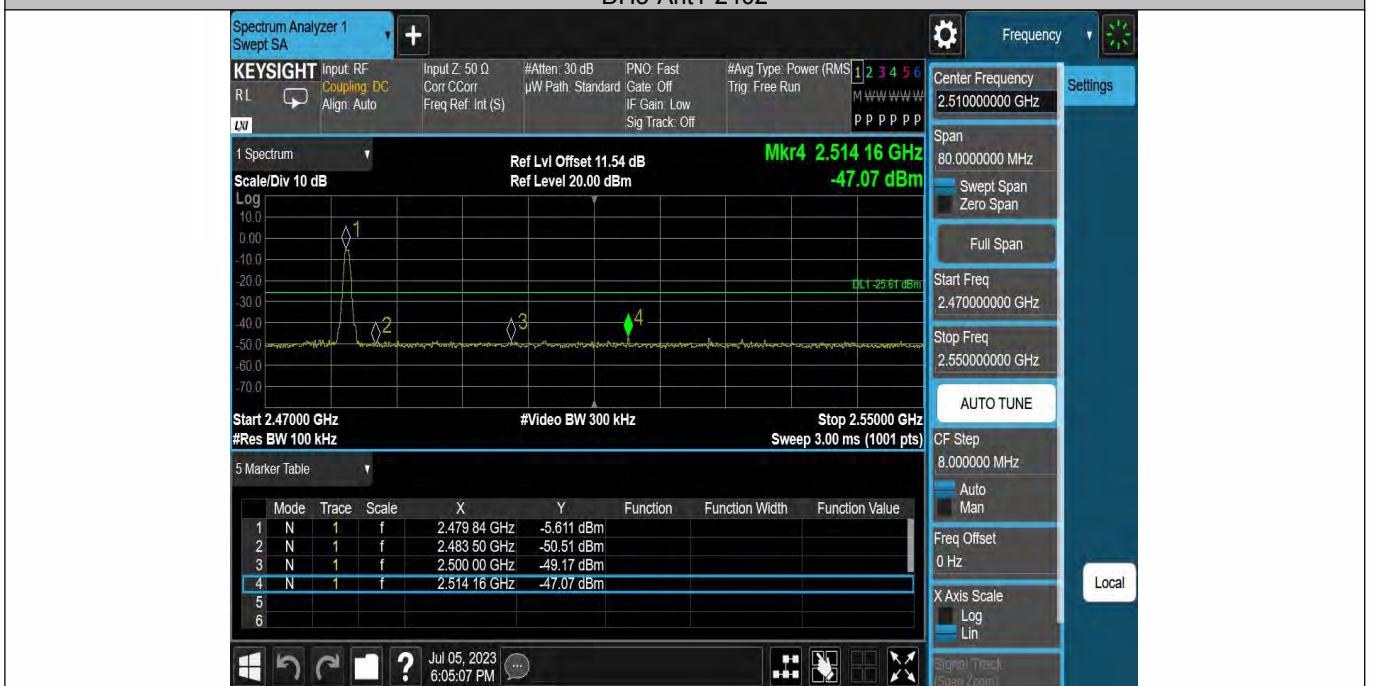 Spectrum Analyzer 1
Swept SA
+
Frequency
KEYSIGHT
RL
LXI
Input: RF
Coupling: DC
Align: Auto
Input Z: 50 Ω
Corr CCorr
Freq Ref: Int (S)
#Atten: 30 dB
µW Path: Standard
PNO: Fast
Gate: Off
IF Gain: Low
Sig Track: Off
#Avg Type: Power (RMS
Trig: Free Run
1 2 3 4 5 6
M W W W W W
P P P P P P
Center Frequency
2.510000000 GHz
Settings
Span
80.0000000 MHz
Swept Span
Zero Span
Full Span
Start Freq
2.470000000 GHz
Stop Freq
2.550000000 GHz
AUTO TUNE
CF Step
8.000000 MHz
Auto
Man
Freq Offset
0 Hz
X Axis Scale
Log
Lin
Signal Track
(Span Zoom)
Local
1 Spectrum
Scale/Div 10 dB
Ref Lvl Offset 11.54 dB
Ref Level 20.00 dBm
Mkr4 2.514 16 GHz
-47.07 dBm
Log
10.0
0.00
-10.0
-20.0
-30.0
-40.0
-50.0
-60.0
-70.0
1
2
3
4
DL1 -25.61 dBm
Start 2.47000 GHz
#Res BW 100 kHz
#Video BW 300 kHz
Stop 2.55000 GHz
Sweep 3.00 ms (1001 pts)
5 Marker Table
Mode Trace Scale X Y Function Function Width Function Value
1 N 1 f 2.479 84 GHz -5.611 dBm
2 N 1 f 2.483 50 GHz -50.51 dBm
3 N 1 f 2.500 00 GHz -49.17 dBm
4 N 1 f 2.514 16 GHz -47.07 dBm
5
6
?
Jul 05, 2023
6:05:07 PM